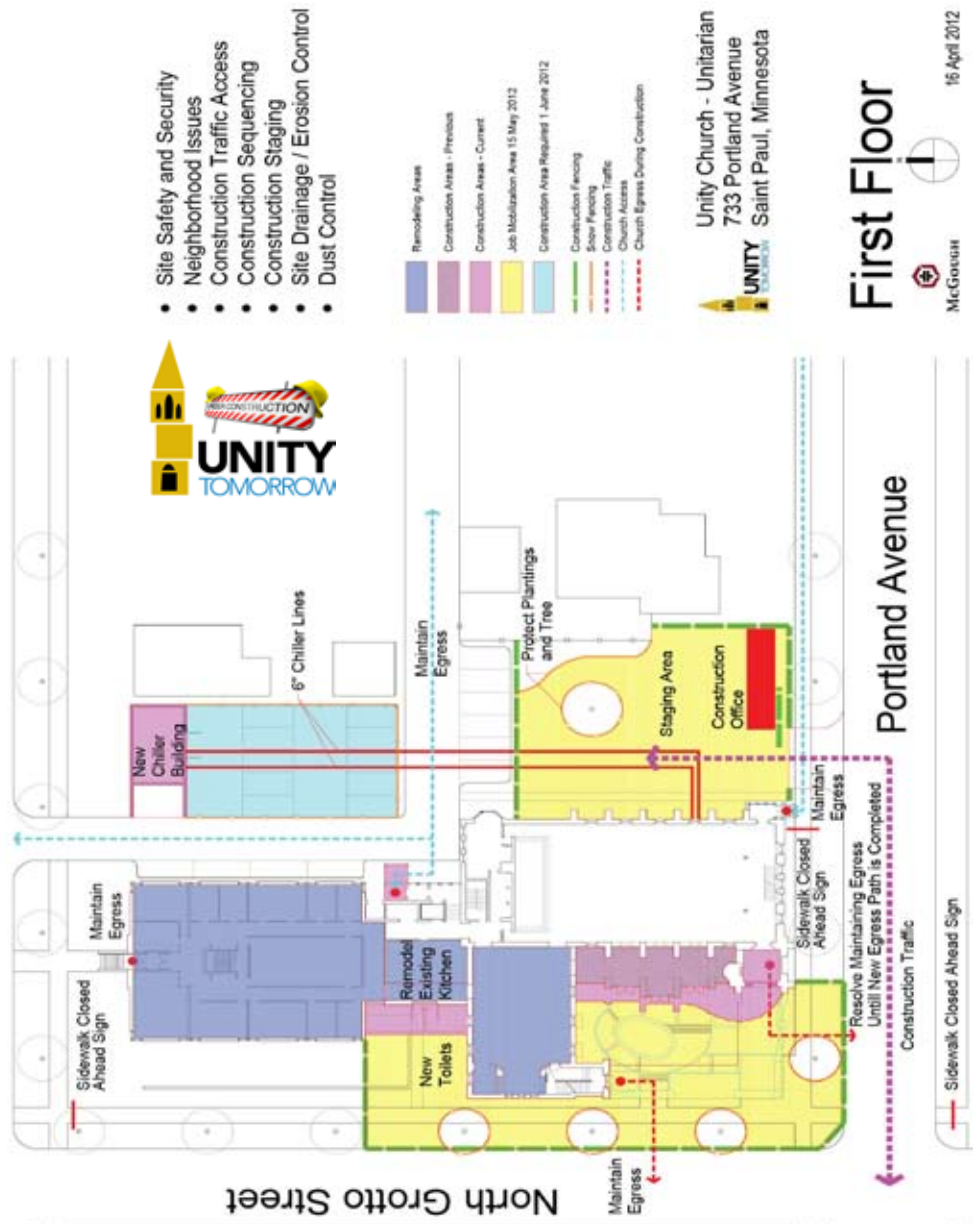 • Site Safety and Security
• Neighborhood Issues
• Construction Traffic Access
• Construction Sequencing
• Construction Staging
• Site Drainage / Erosion Control
• Dust Control
Remodeling Areas
Construction Areas - Previous
Construction Areas - Current
Job Mobilization Area 15 May 2012
Construction Area Required 1 June 2012
Construction Fencing
Snow Fencing
Construction Traffic
Church Access
Church Egress During Construction
UNITY
TOMORROW
Unity Church - Unitarian
733 Portland Avenue
Saint Paul, Minnesota
First Floor
McGOUGH
16 April 2012
UNDER CONSTRUCTION
UNITY
TOMORROW
New
Chiller
Building
6" Chiller Lines
Maintain
Egress
Protect Plantings
and Tree
Staging Area
Construction
Office
Portland Avenue
Maintain
Egress
Sidewalk Closed
Ahead Sign
Maintain
Egress
Sidewalk Closed
Ahead Sign
Remodel
Existing
Kitchen
New
Toilets
Resolve Maintaining Egress
Untill New Egress Path is Completed
Construction Traffic
Sidewalk Closed Ahead Sign
Maintain
Egress
North Grotto Street